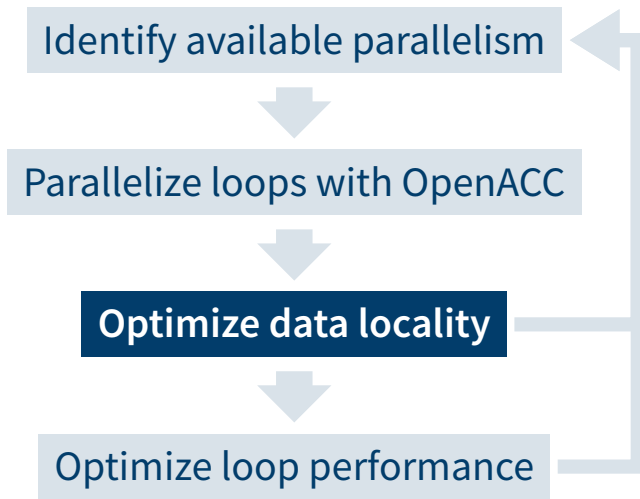 Identify available parallelism
Parallelize loops with OpenACC
Optimize data locality
Optimize loop performance